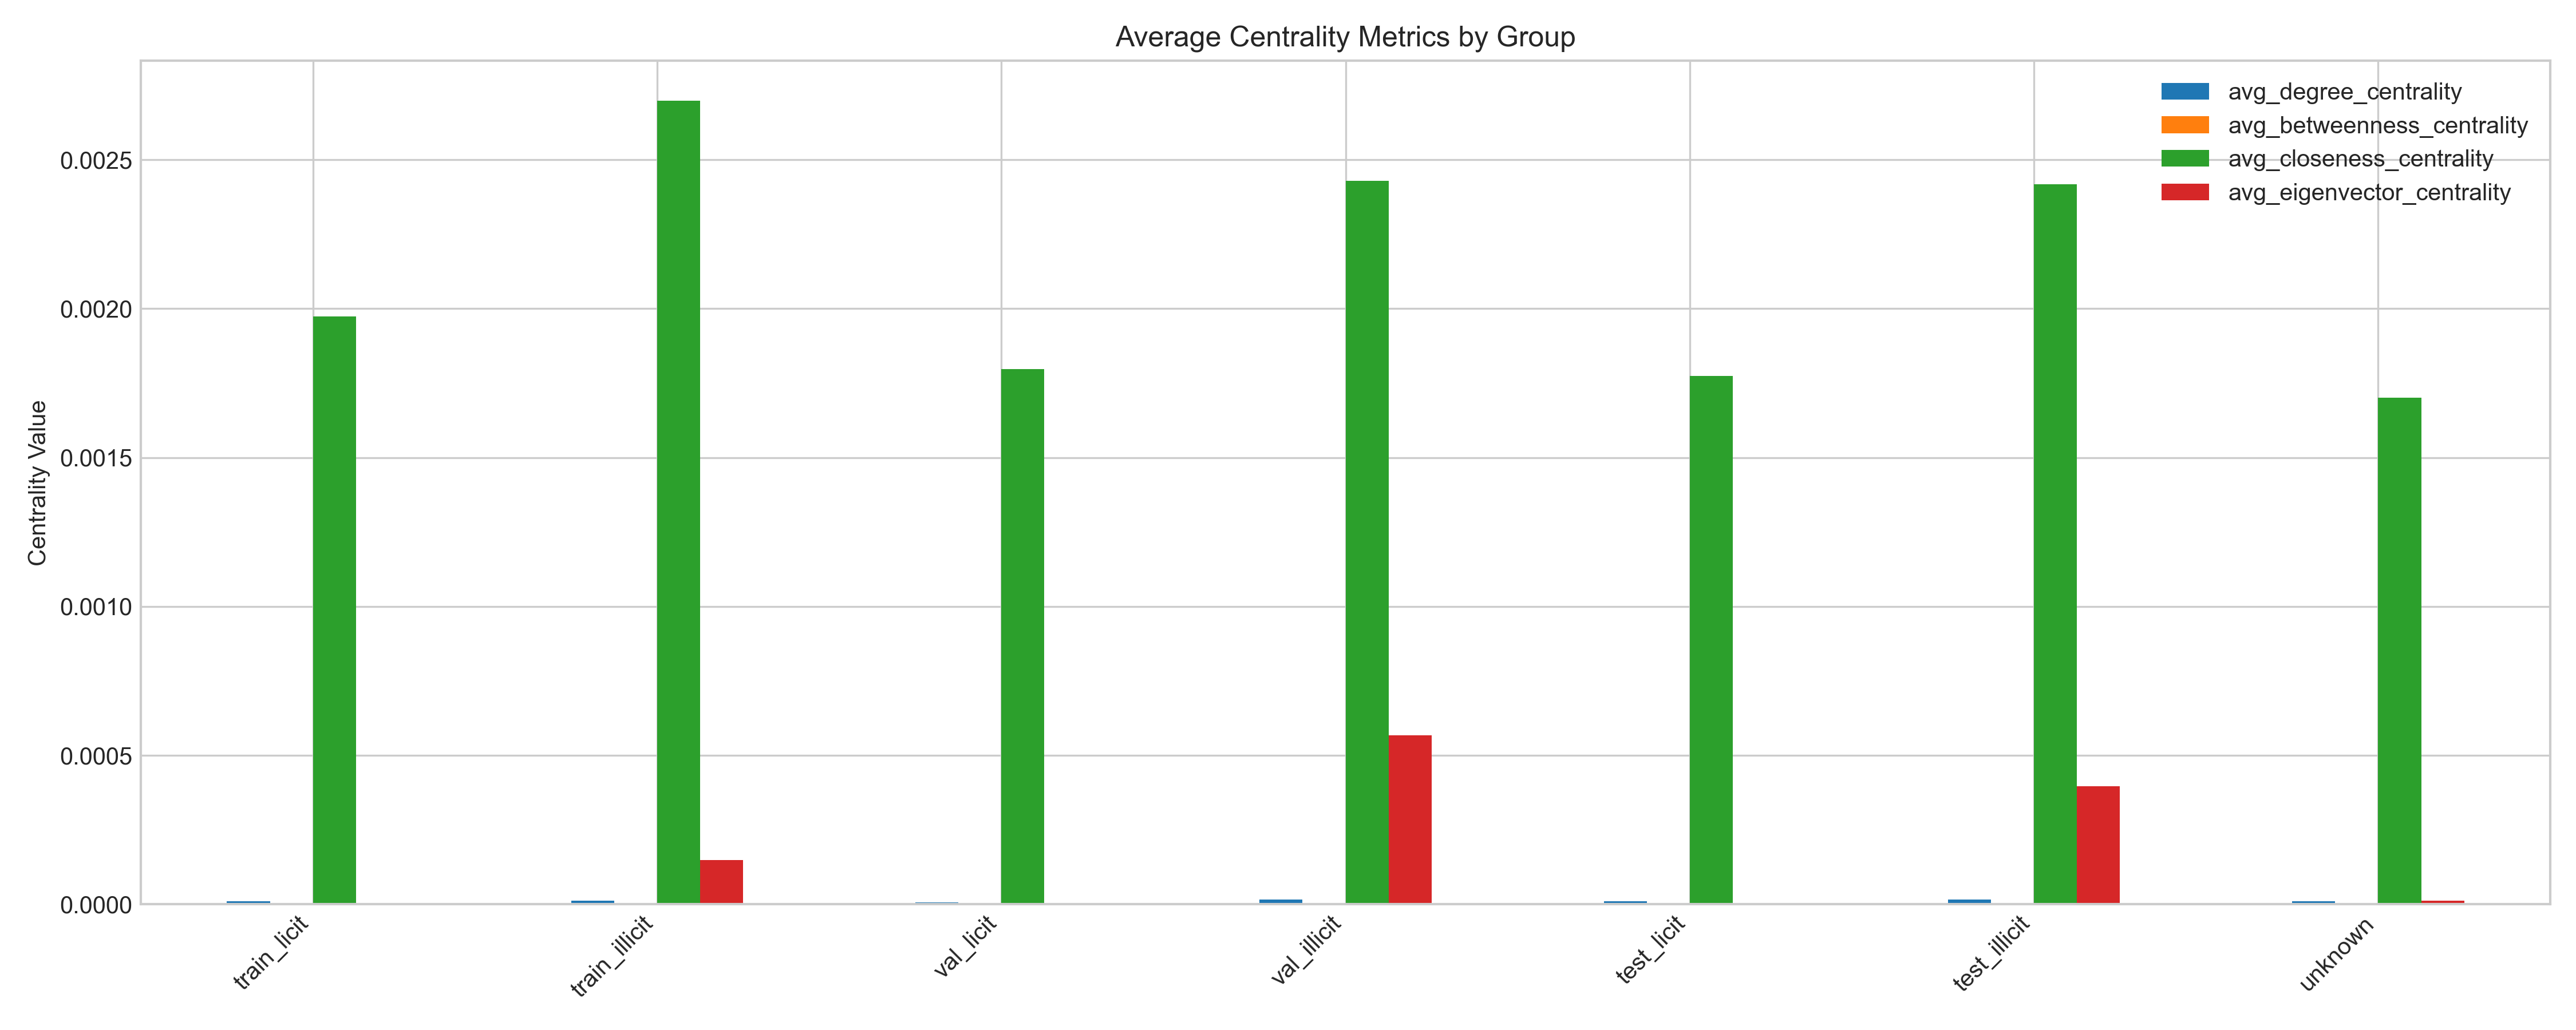 Average Centrality Metrics by Group
avg_degree_centrality
avg_betweenness_centrality
avg_closeness_centrality
avg_eigenvector_centrality
Centrality Value
0.0025
0.0020
0.0015
0.0010
0.0005
0.0000
train_licit
train_illicit
val_licit
val_illicit
test_licit
test_illicit
unknown